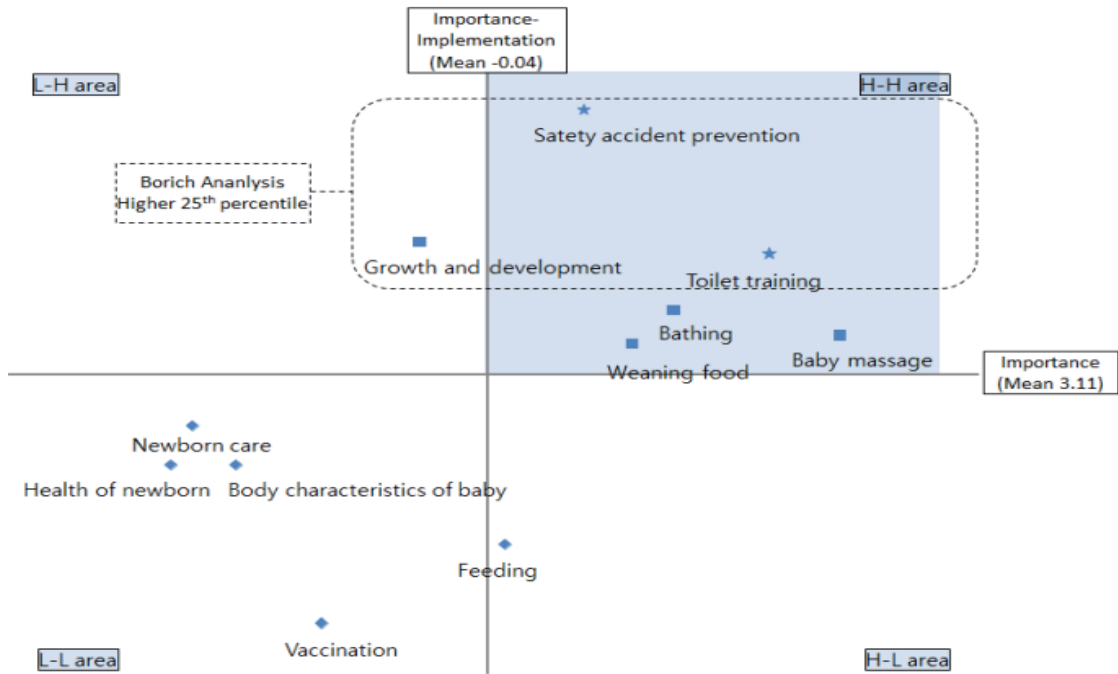 Importance-
Implementation
(Mean -0.04)
L-H area
H-H area
Satety accident prevention
Borich Ananlysis
Higher 25th percentile
Growth and development
Toilet training
Bathing
Weaning food
Baby massage
Importance
(Mean 3.11)
Newborn care
Health of newborn
Body characteristics of baby
Feeding
Vaccination
L-L area
H-L area